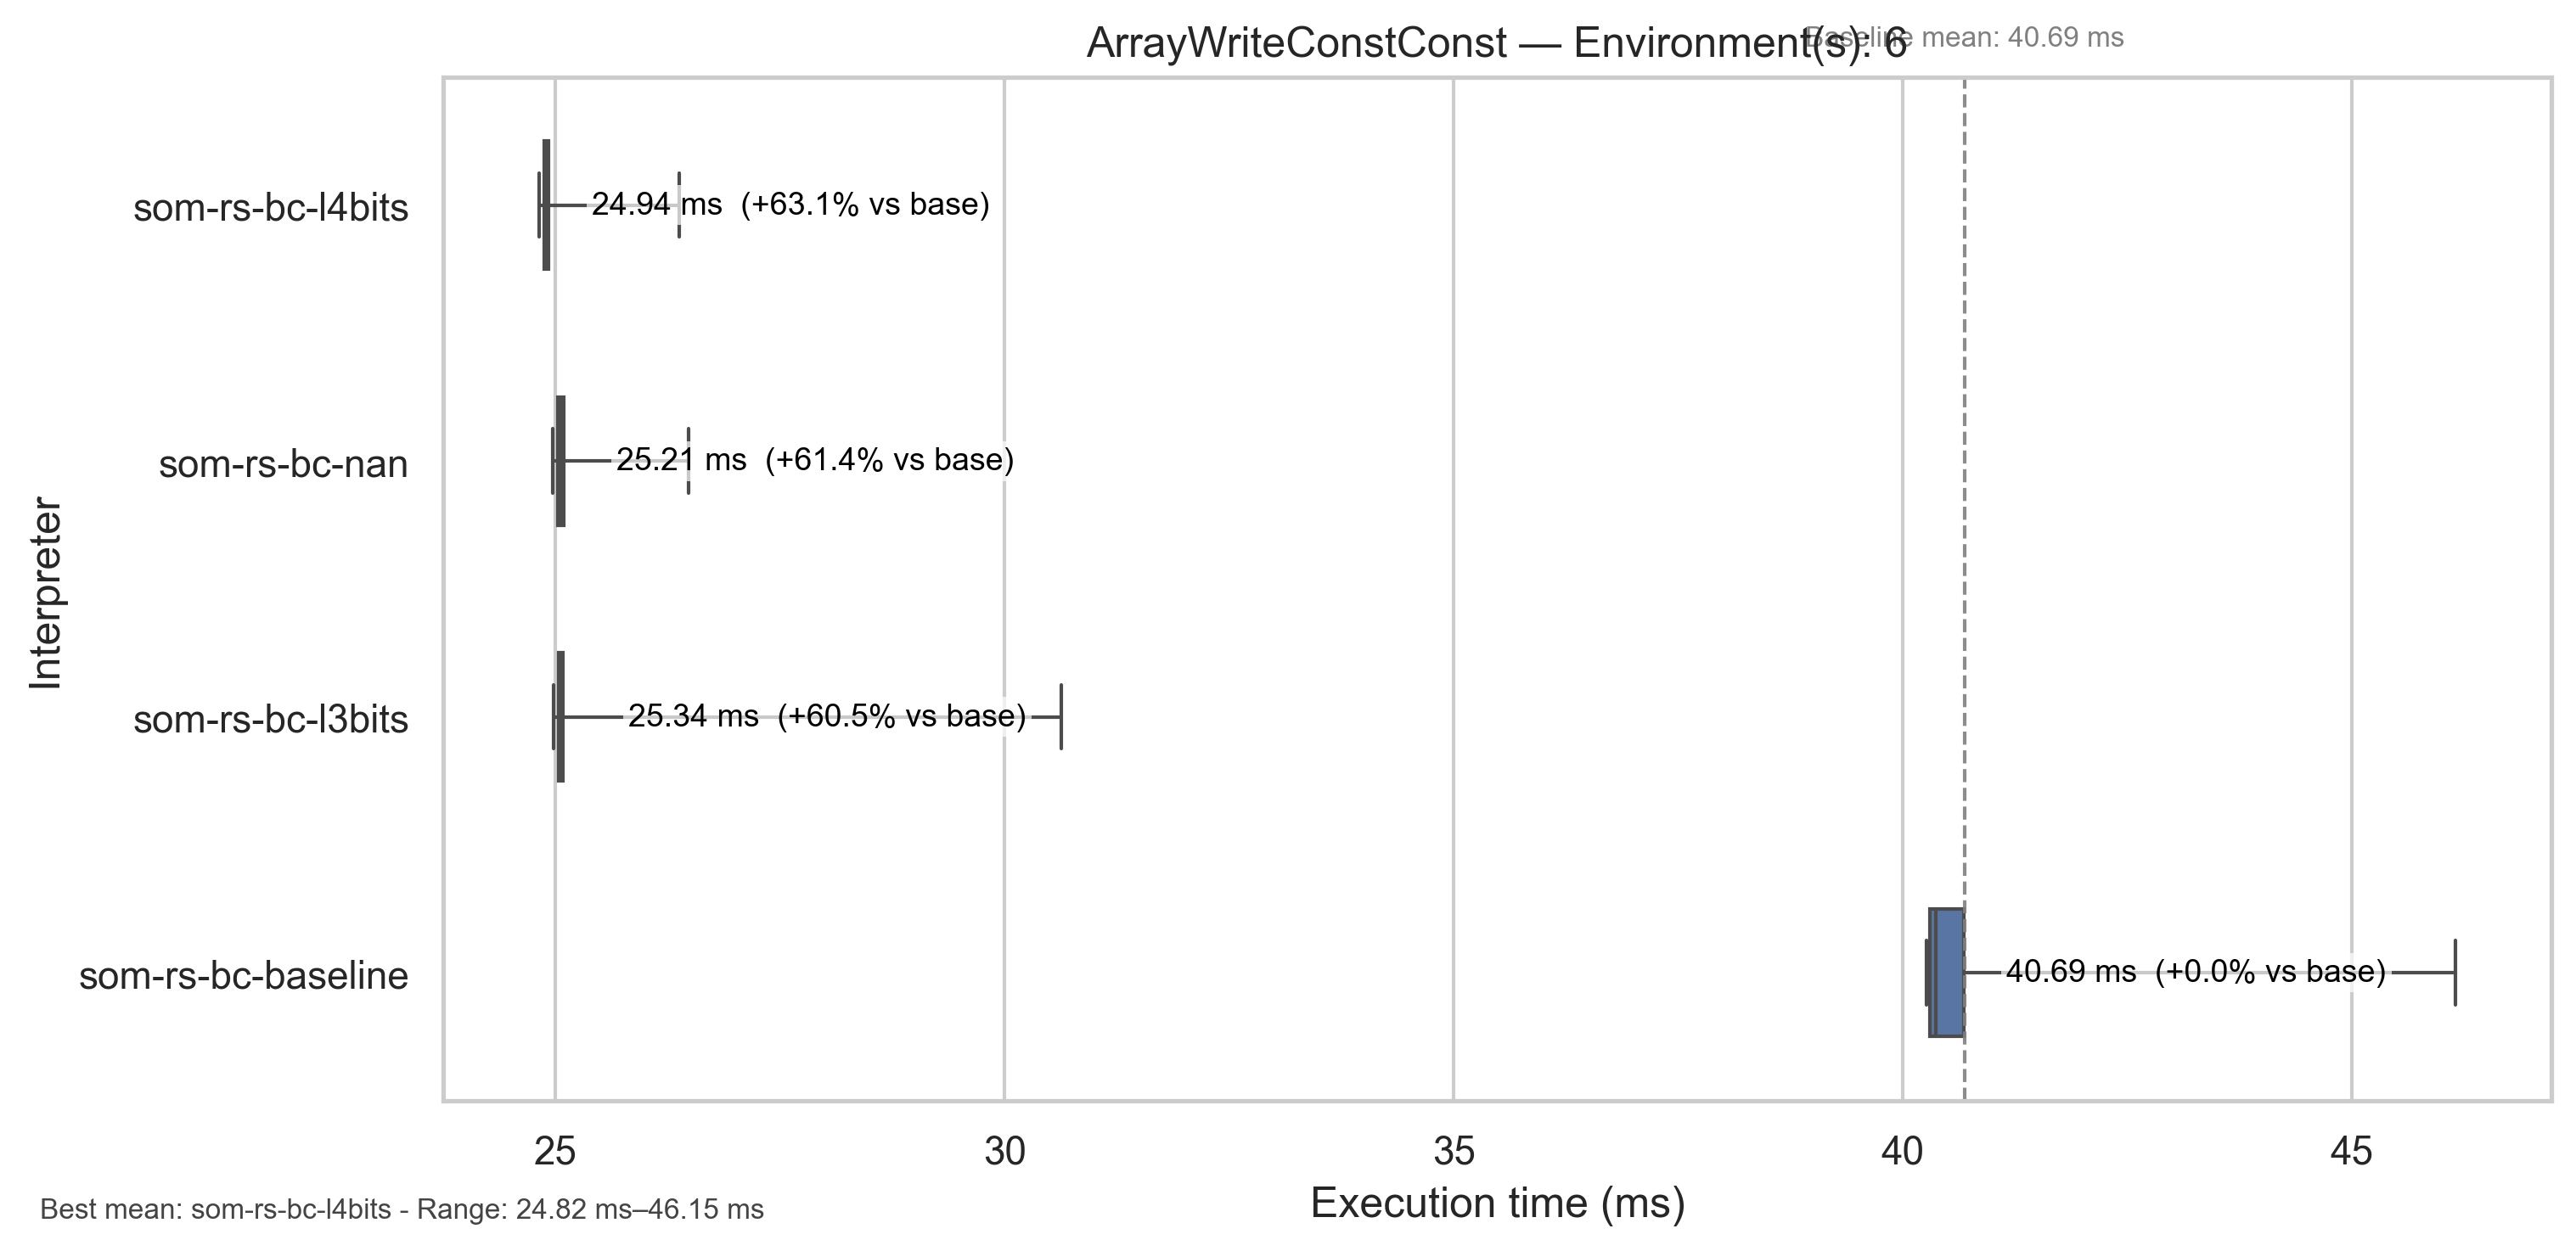 ArrayWriteConstConst — Environment(s): 6
Baseline mean: 40.69 ms
Interpreter
som-rs-bc-l4bits
24.94 ms (+63.1% vs base)
som-rs-bc-nan
25.21 ms (+61.4% vs base)
som-rs-bc-l3bits
25.34 ms (+60.5% vs base)
som-rs-bc-baseline
40.69 ms (+0.0% vs base)
25 30 35 40 45
Execution time (ms)
Best mean: som-rs-bc-l4bits - Range: 24.82 ms–46.15 ms